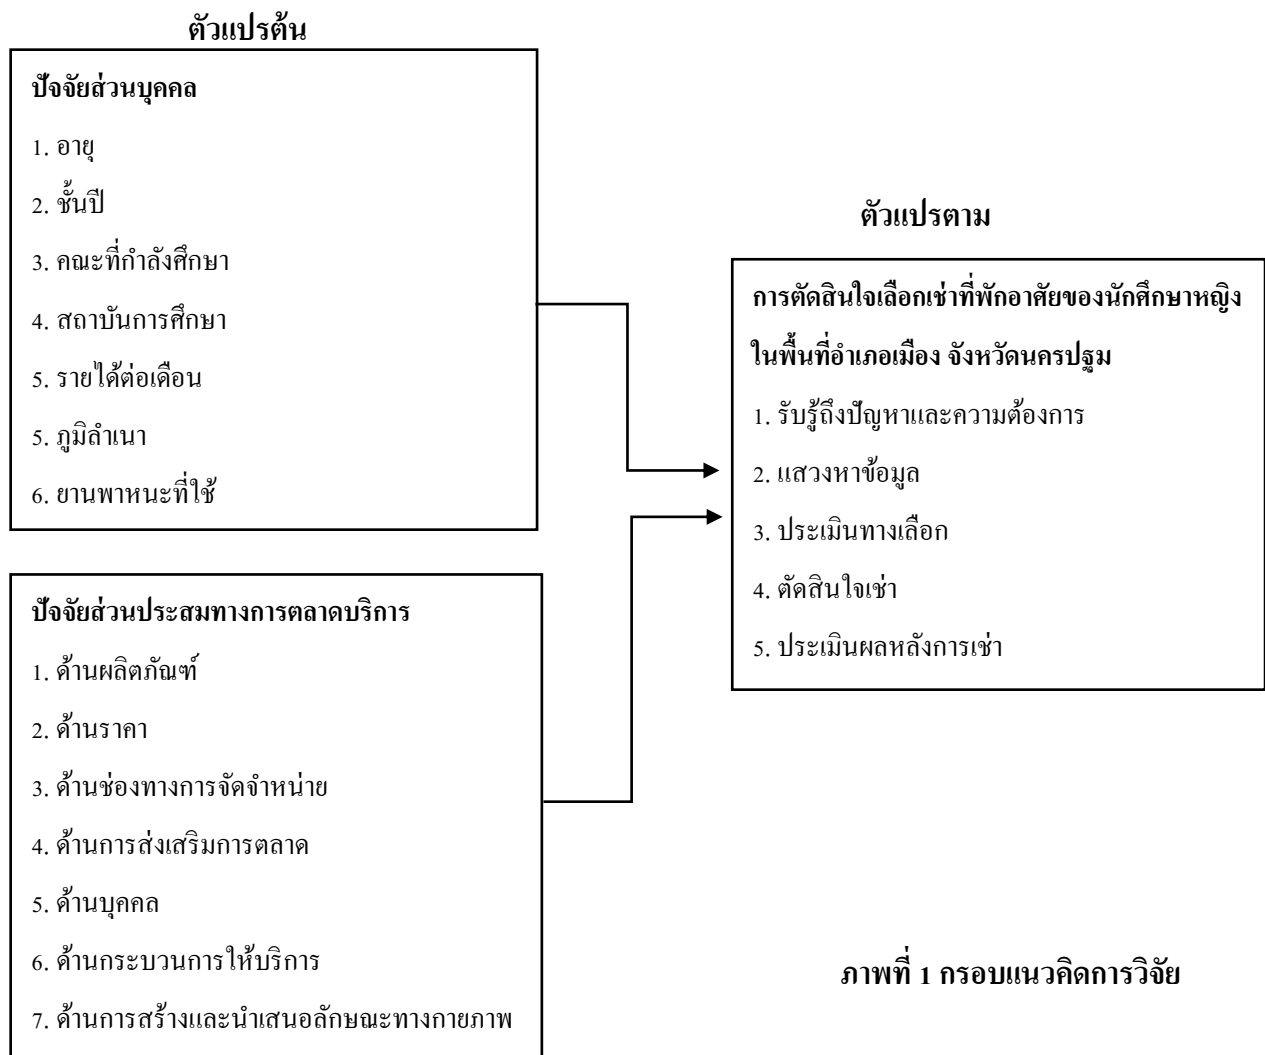 ตัวแปรต้น
ปัจจัยส่วนบุคคล
1. อายุ
2. ชั้นปี
3. คณะที่กำลังศึกษา
4. สถาบันการศึกษา
5. รายได้ต่อเดือน
5. ภูมิลำเนา
6. ยานพาหนะที่ใช้
ปัจจัยส่วนประสมทางการตลาดบริการ
1. ด้านผลิตภัณฑ์
2. ด้านราคา
3. ด้านช่องทางการจัดจำหน่าย
4. ด้านการส่งเสริมการตลาด
5. ด้านบุคคล
6. ด้านกระบวนการให้บริการ
7. ด้านการสร้างและนำเสนอลักษณะทางกายภาพ
ตัวแปรตาม
การตัดสินใจเลือกเช่าที่พักอาศัยของนักศึกษาหญิง
ในพื้นที่อำเภอเมือง จังหวัดนครปฐม
1. รับรู้ถึงปัญหาและความต้องการ
2. แสวงหาข้อมูล
3. ประเมินทางเลือก
4. ตัดสินใจเช่า
5. ประเมินผลหลังการเช่า
ภาพที่ 1 กรอบแนวคิดการวิจัย